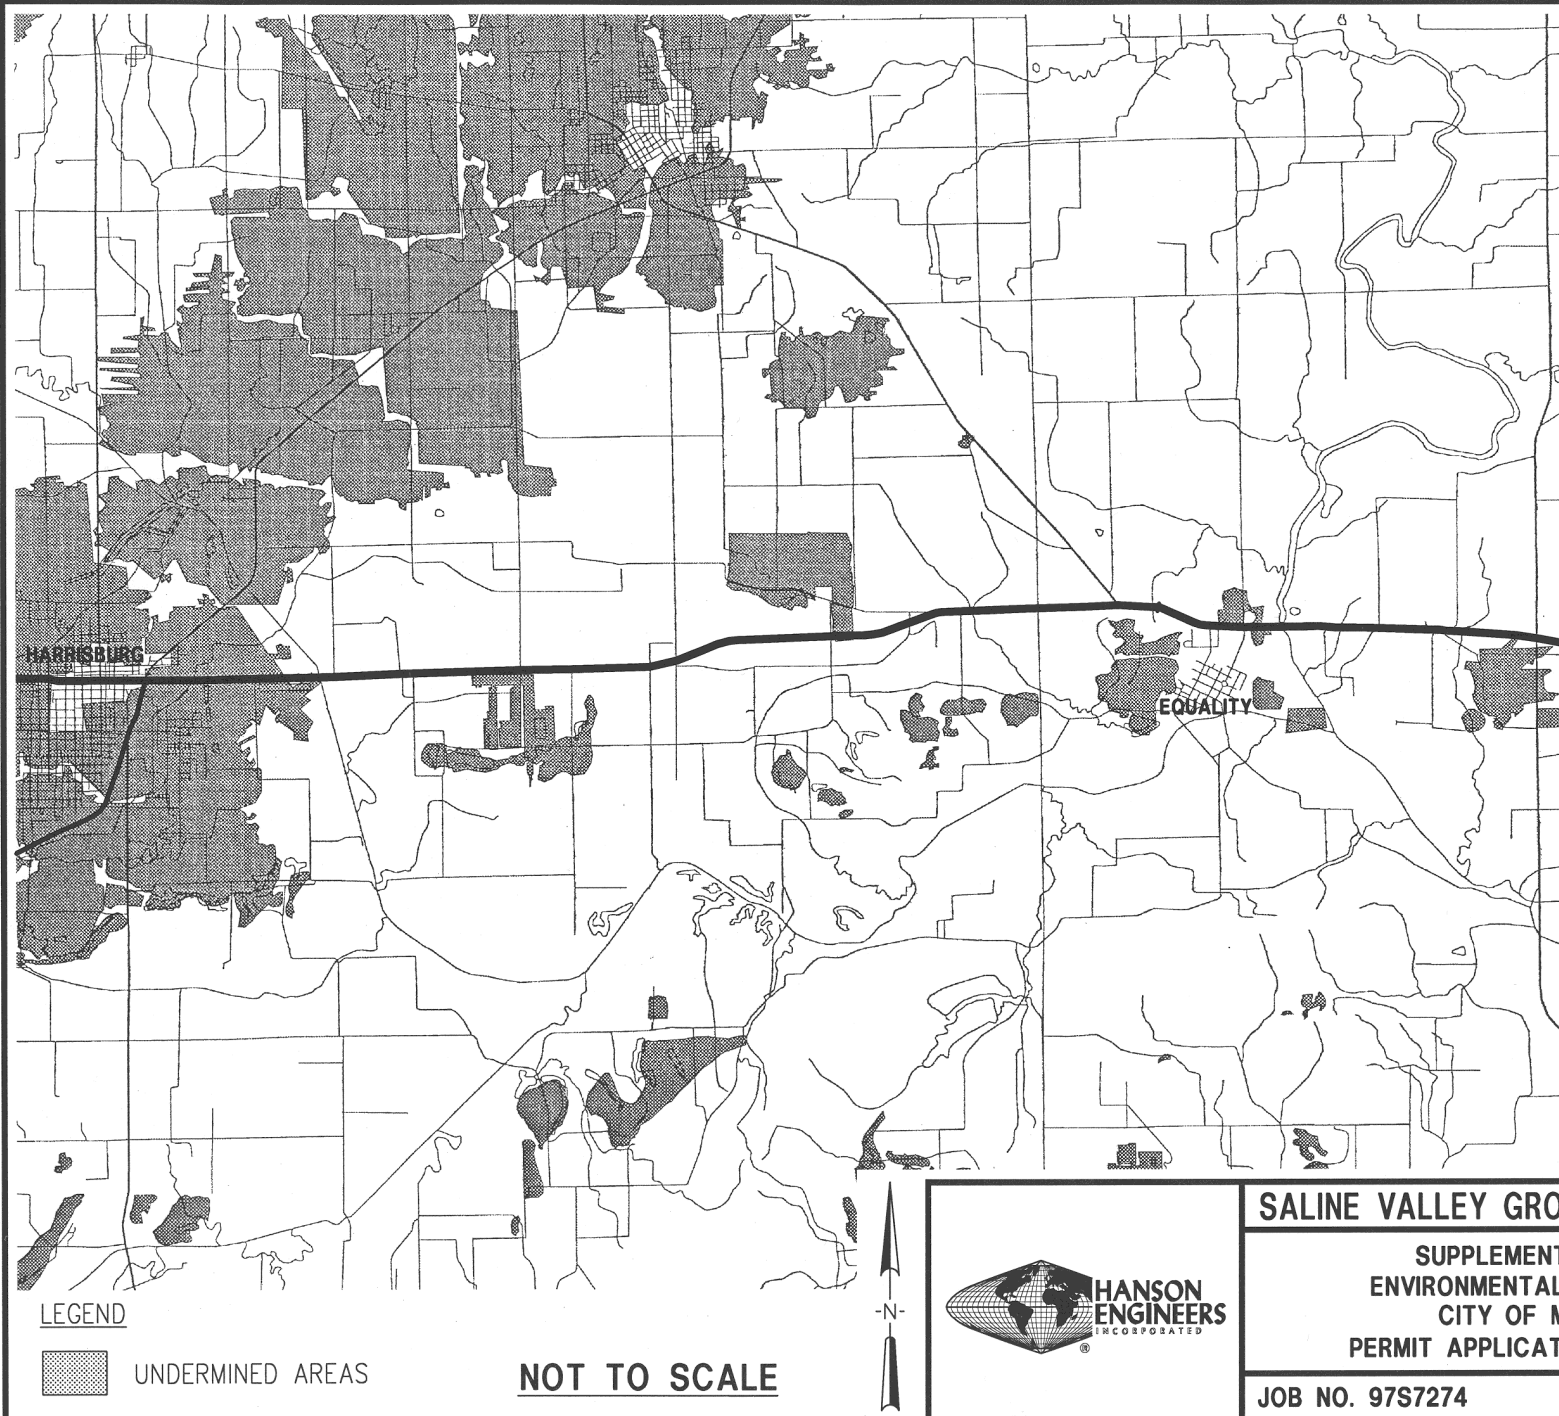 HARRISBURG
EQUALITY
LEGEND
UNDERMINED AREAS
NOT TO SCALE
-N-
HANSON
ENGINEERS
INCORPORATED
®
SALINE VALLEY GRO
SUPPLEMENT
ENVIRONMENTAL
CITY OF M
PERMIT APPLICAT
JOB NO. 97S7274